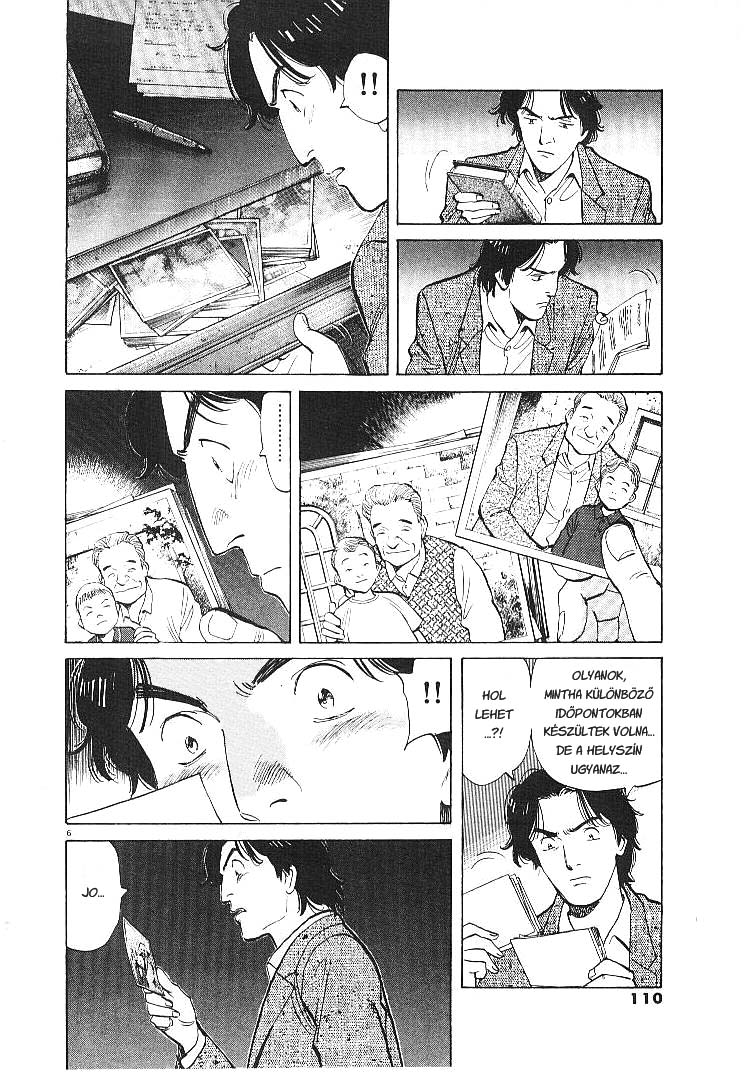 !!
..........
OLYANOK,
MINTHA KÜLÖNBÖZŐ
IDŐPONTOKBAN
KÉSZÜLTEK VOLNA...
DE A HELYSZÍN
UGYANAZ...
HOL
LEHET
...?!
!!
6
JO...
110